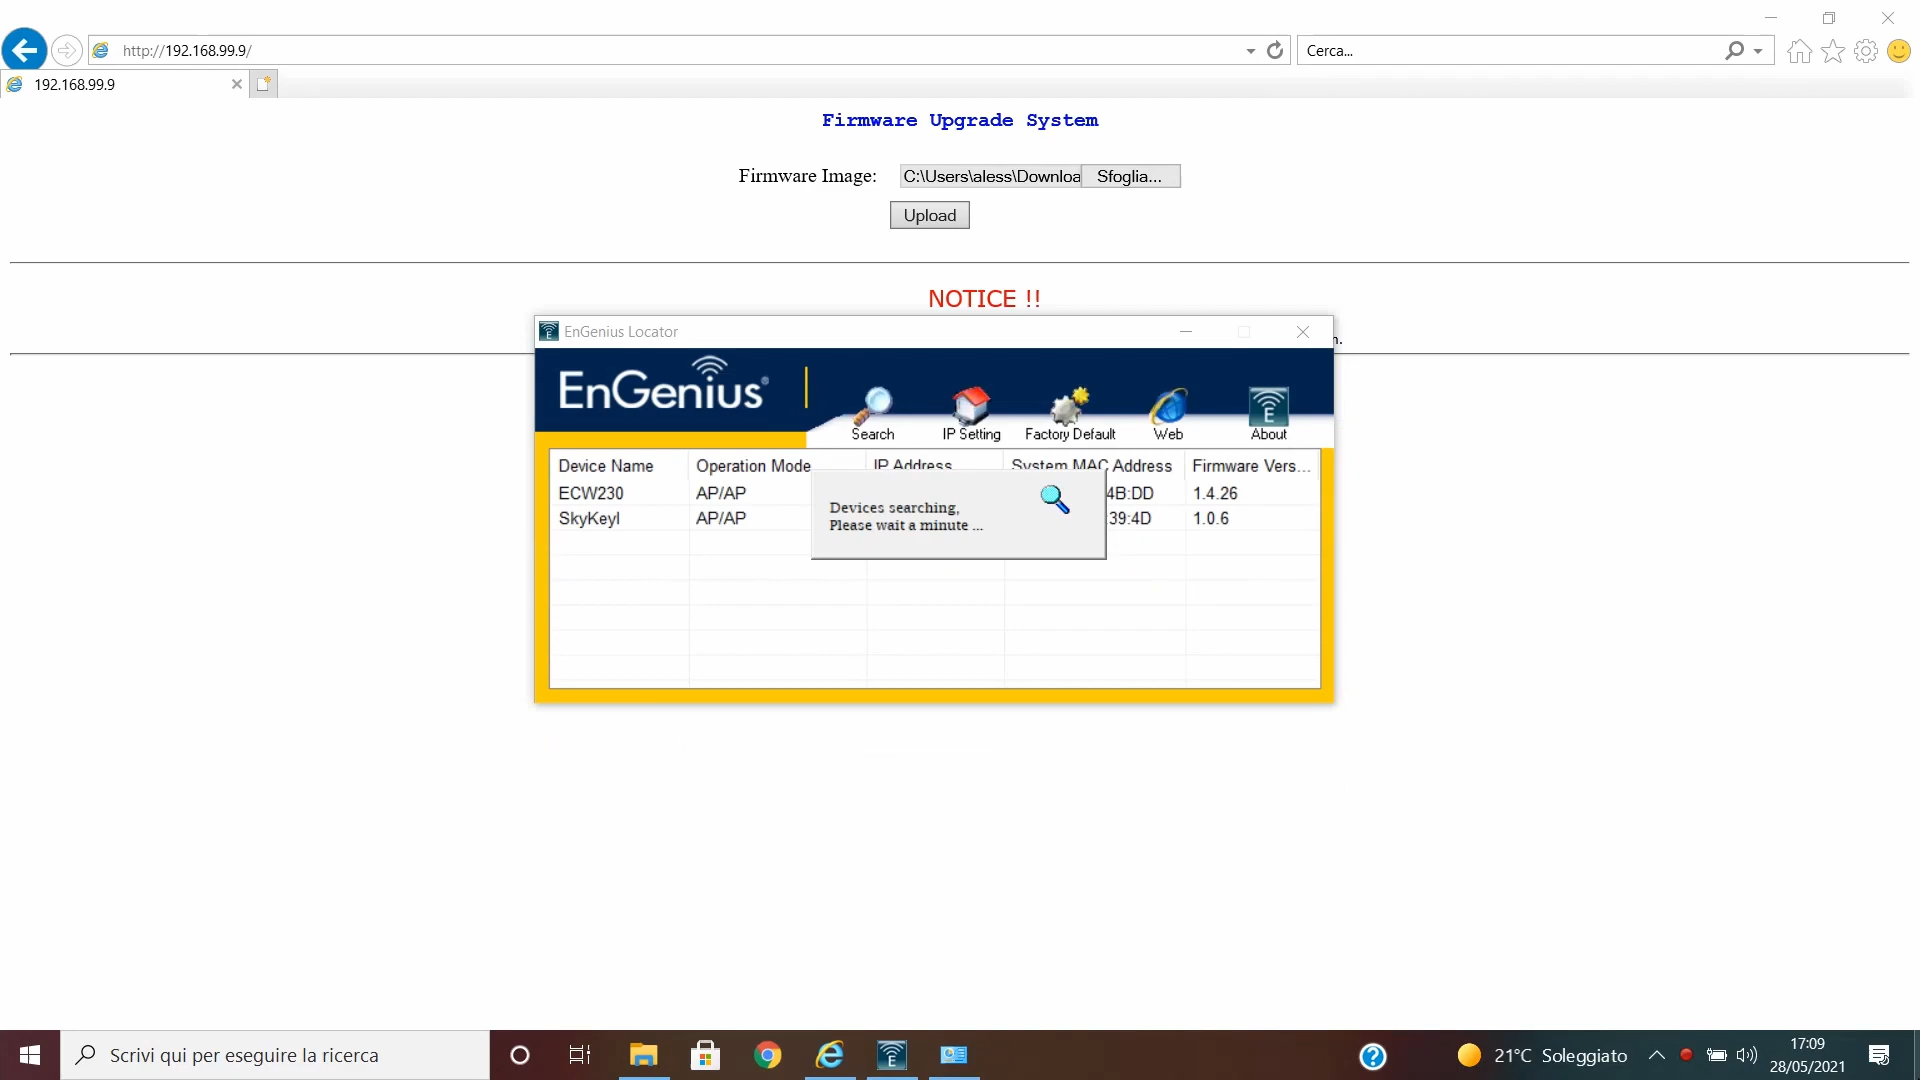 http://192.168.99.9/
Cerca...
192.168.99.9
Firmware Upgrade System
Firmware Image: C:\Users\aless\Downloa Sfoglia...
Upload
NOTICE !!
EnGenius Locator
EnGenius®
Search IP Setting Factory Default Web About
E
Device Name Operation Mode IP Address System MAC Address Firmware Vers...
ECW230 AP/AP 4B:DD 1.4.26
SkyKeyI AP/AP 39:4D 1.0.6
Devices searching,
Please wait a minute ...
Scrivi qui per eseguire la ricerca
21°C Soleggiato
17:09
28/05/2021